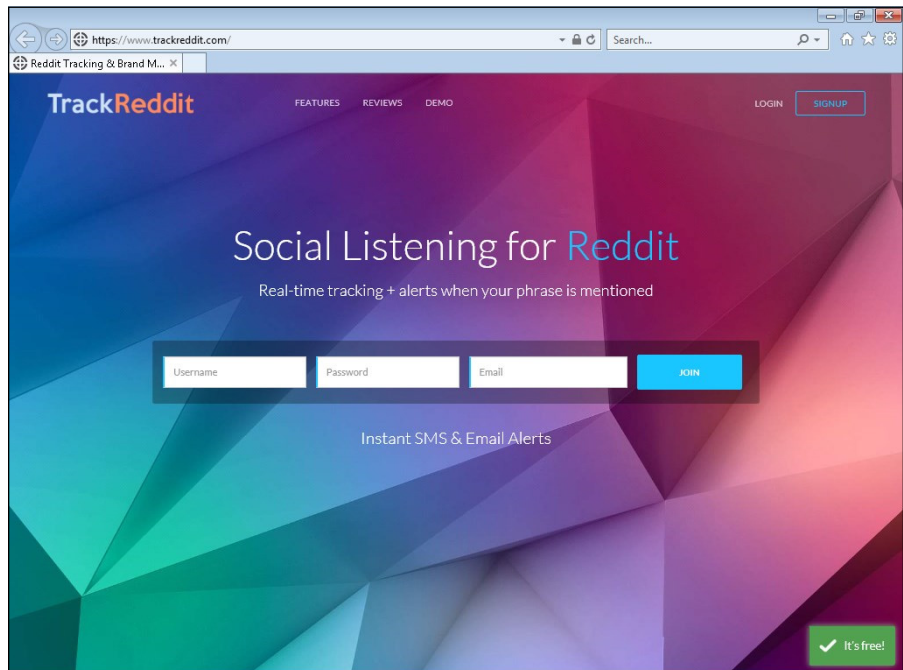 https://www.trackreddit.com/
Search...
Reddit Tracking & Brand M...
TrackReddit
FEATURES
REVIEWS
DEMO
LOGIN
SIGNUP
Social Listening for Reddit
Real-time tracking + alerts when your phrase is mentioned
Username
Password
Email
JOIN
Instant SMS & Email Alerts
It's free!